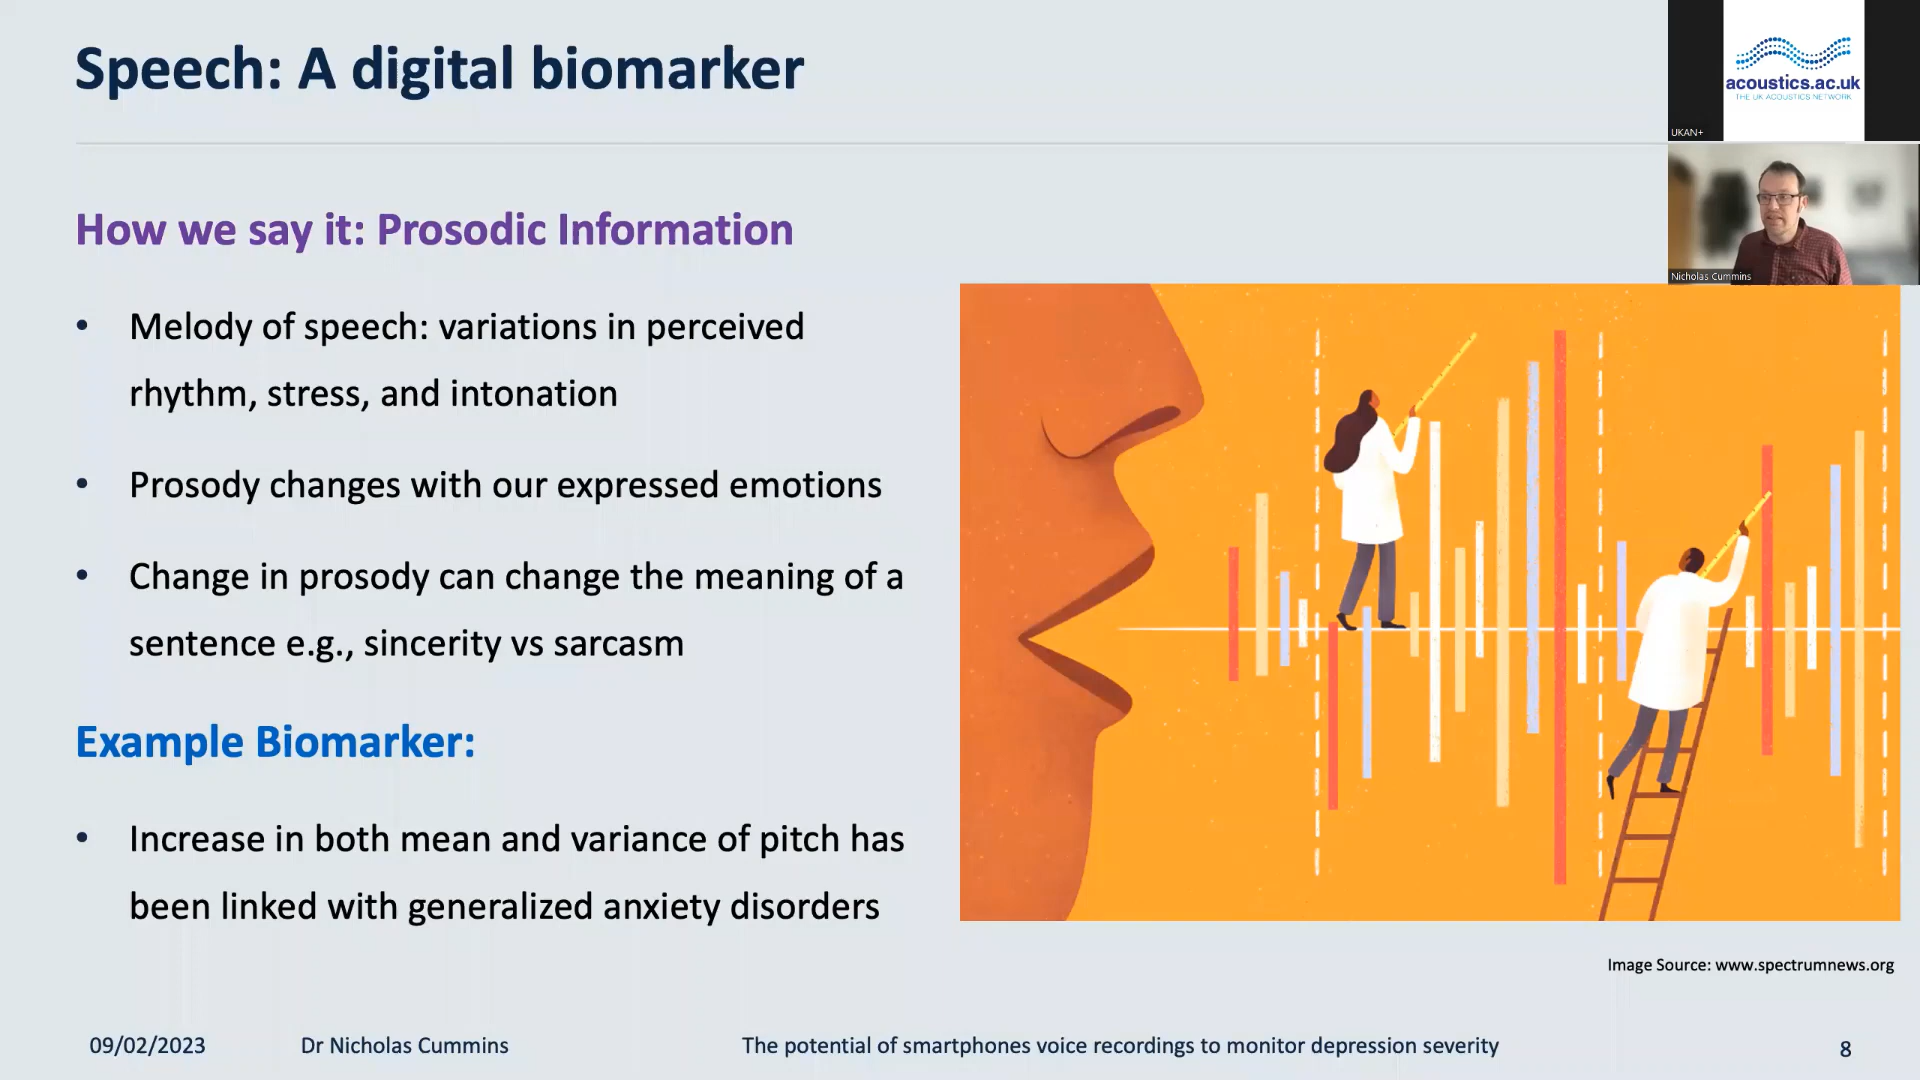 Speech: A digital biomarker
acoustics.ac.uk
THE UK ACOUSTICS NETWORK
UKAN+
Nicholas Cummins
How we say it: Prosodic Information
• Melody of speech: variations in perceived
rhythm, stress, and intonation
• Prosody changes with our expressed emotions
• Change in prosody can change the meaning of a
sentence e.g., sincerity vs sarcasm
Example Biomarker:
• Increase in both mean and variance of pitch has
been linked with generalized anxiety disorders
Image Source: www.spectrumnews.org
09/02/2023 Dr Nicholas Cummins The potential of smartphones voice recordings to monitor depression severity 8